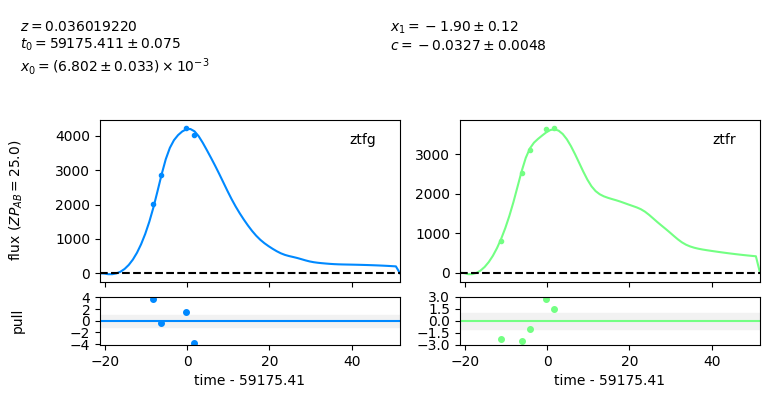 z = 0.036019220
t₀ = 59175.411 ± 0.075
x₀ = (6.802 ± 0.033) × 10⁻³
x₁ = −1.90 ± 0.12
c = −0.0327 ± 0.0048
flux (ZP_AB = 25.0)
4000
3000
2000
1000
0
ztfg
3000
2000
1000
0
ztfr
pull
4
2
0
−2
−4
−20
0
20
40
time - 59175.41
3.0
1.5
0.0
−1.5
−3.0
−20
0
20
40
time - 59175.41